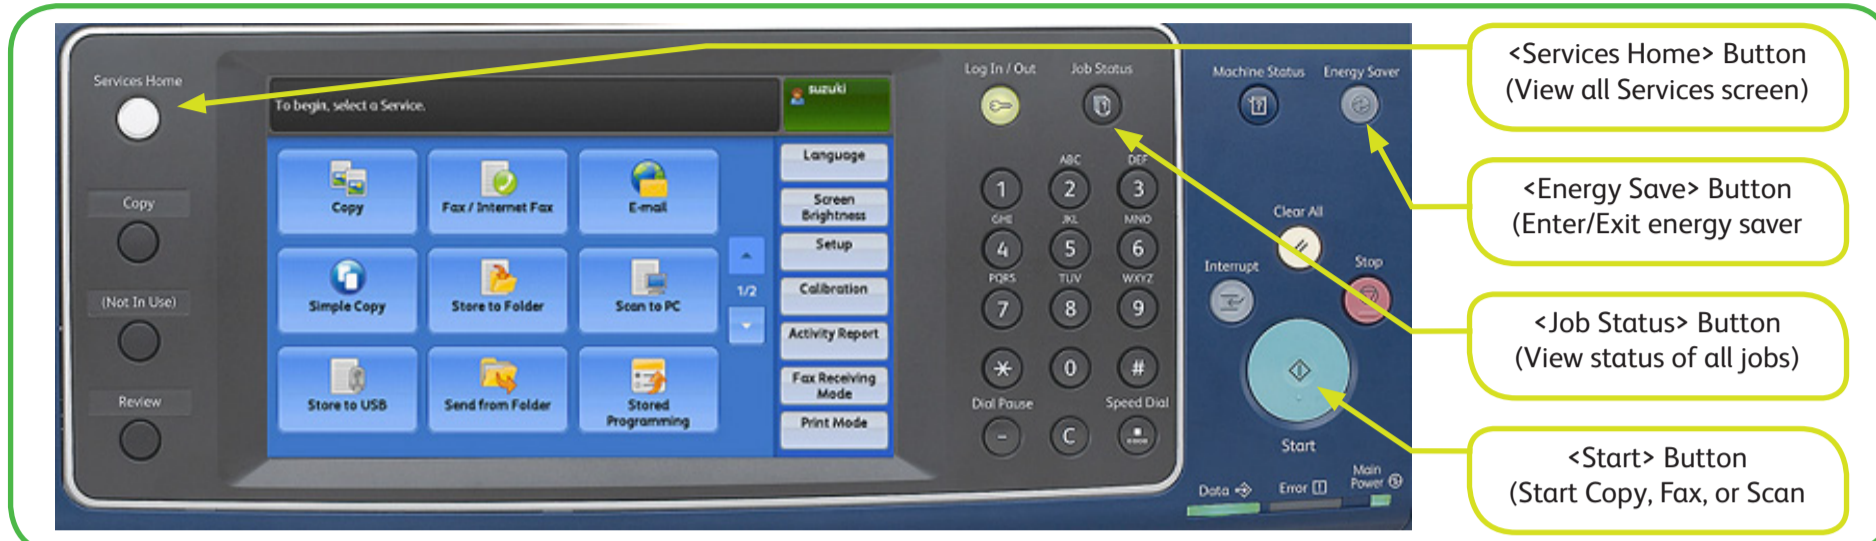 Services Home
Copy
(Not In Use)
Review
To begin, select a Service.
suzuki
Copy
Fax / Internet Fax
E-mail
Simple Copy
Store to Folder
Scan to PC
Store to USB
Send from Folder
Stored
Programming
1/2
Language
Screen
Brightness
Setup
Calibration
Activity Report
Fax Receiving
Mode
Print Mode
Log In / Out
Job Status
ABC
DEF
1
2
3
GHI
JKL
MNO
4
5
6
PQRS
TUV
WXYZ
7
8
9
0
#
Dial Pause
Speed Dial
-
C
Machine Status
Energy Saver
Clear All
Interrupt
Stop
Start
Data
Error
Main
Power
<Services Home> Button
(View all Services screen)
<Energy Save> Button
(Enter/Exit energy saver
<Job Status> Button
(View status of all jobs)
<Start> Button
(Start Copy, Fax, or Scan